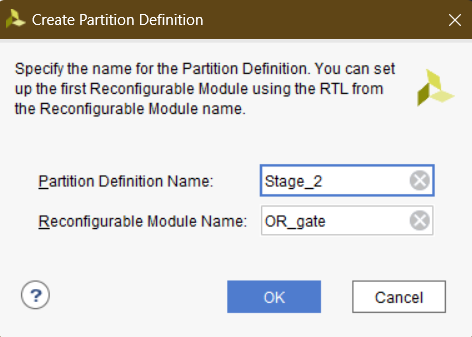 Create Partition Definition
Specify the name for the Partition Definition. You can set
up the first Reconfigurable Module using the RTL from
the Reconfigurable Module name.
Partition Definition Name: Stage_2
Reconfigurable Module Name: OR_gate
? OK Cancel